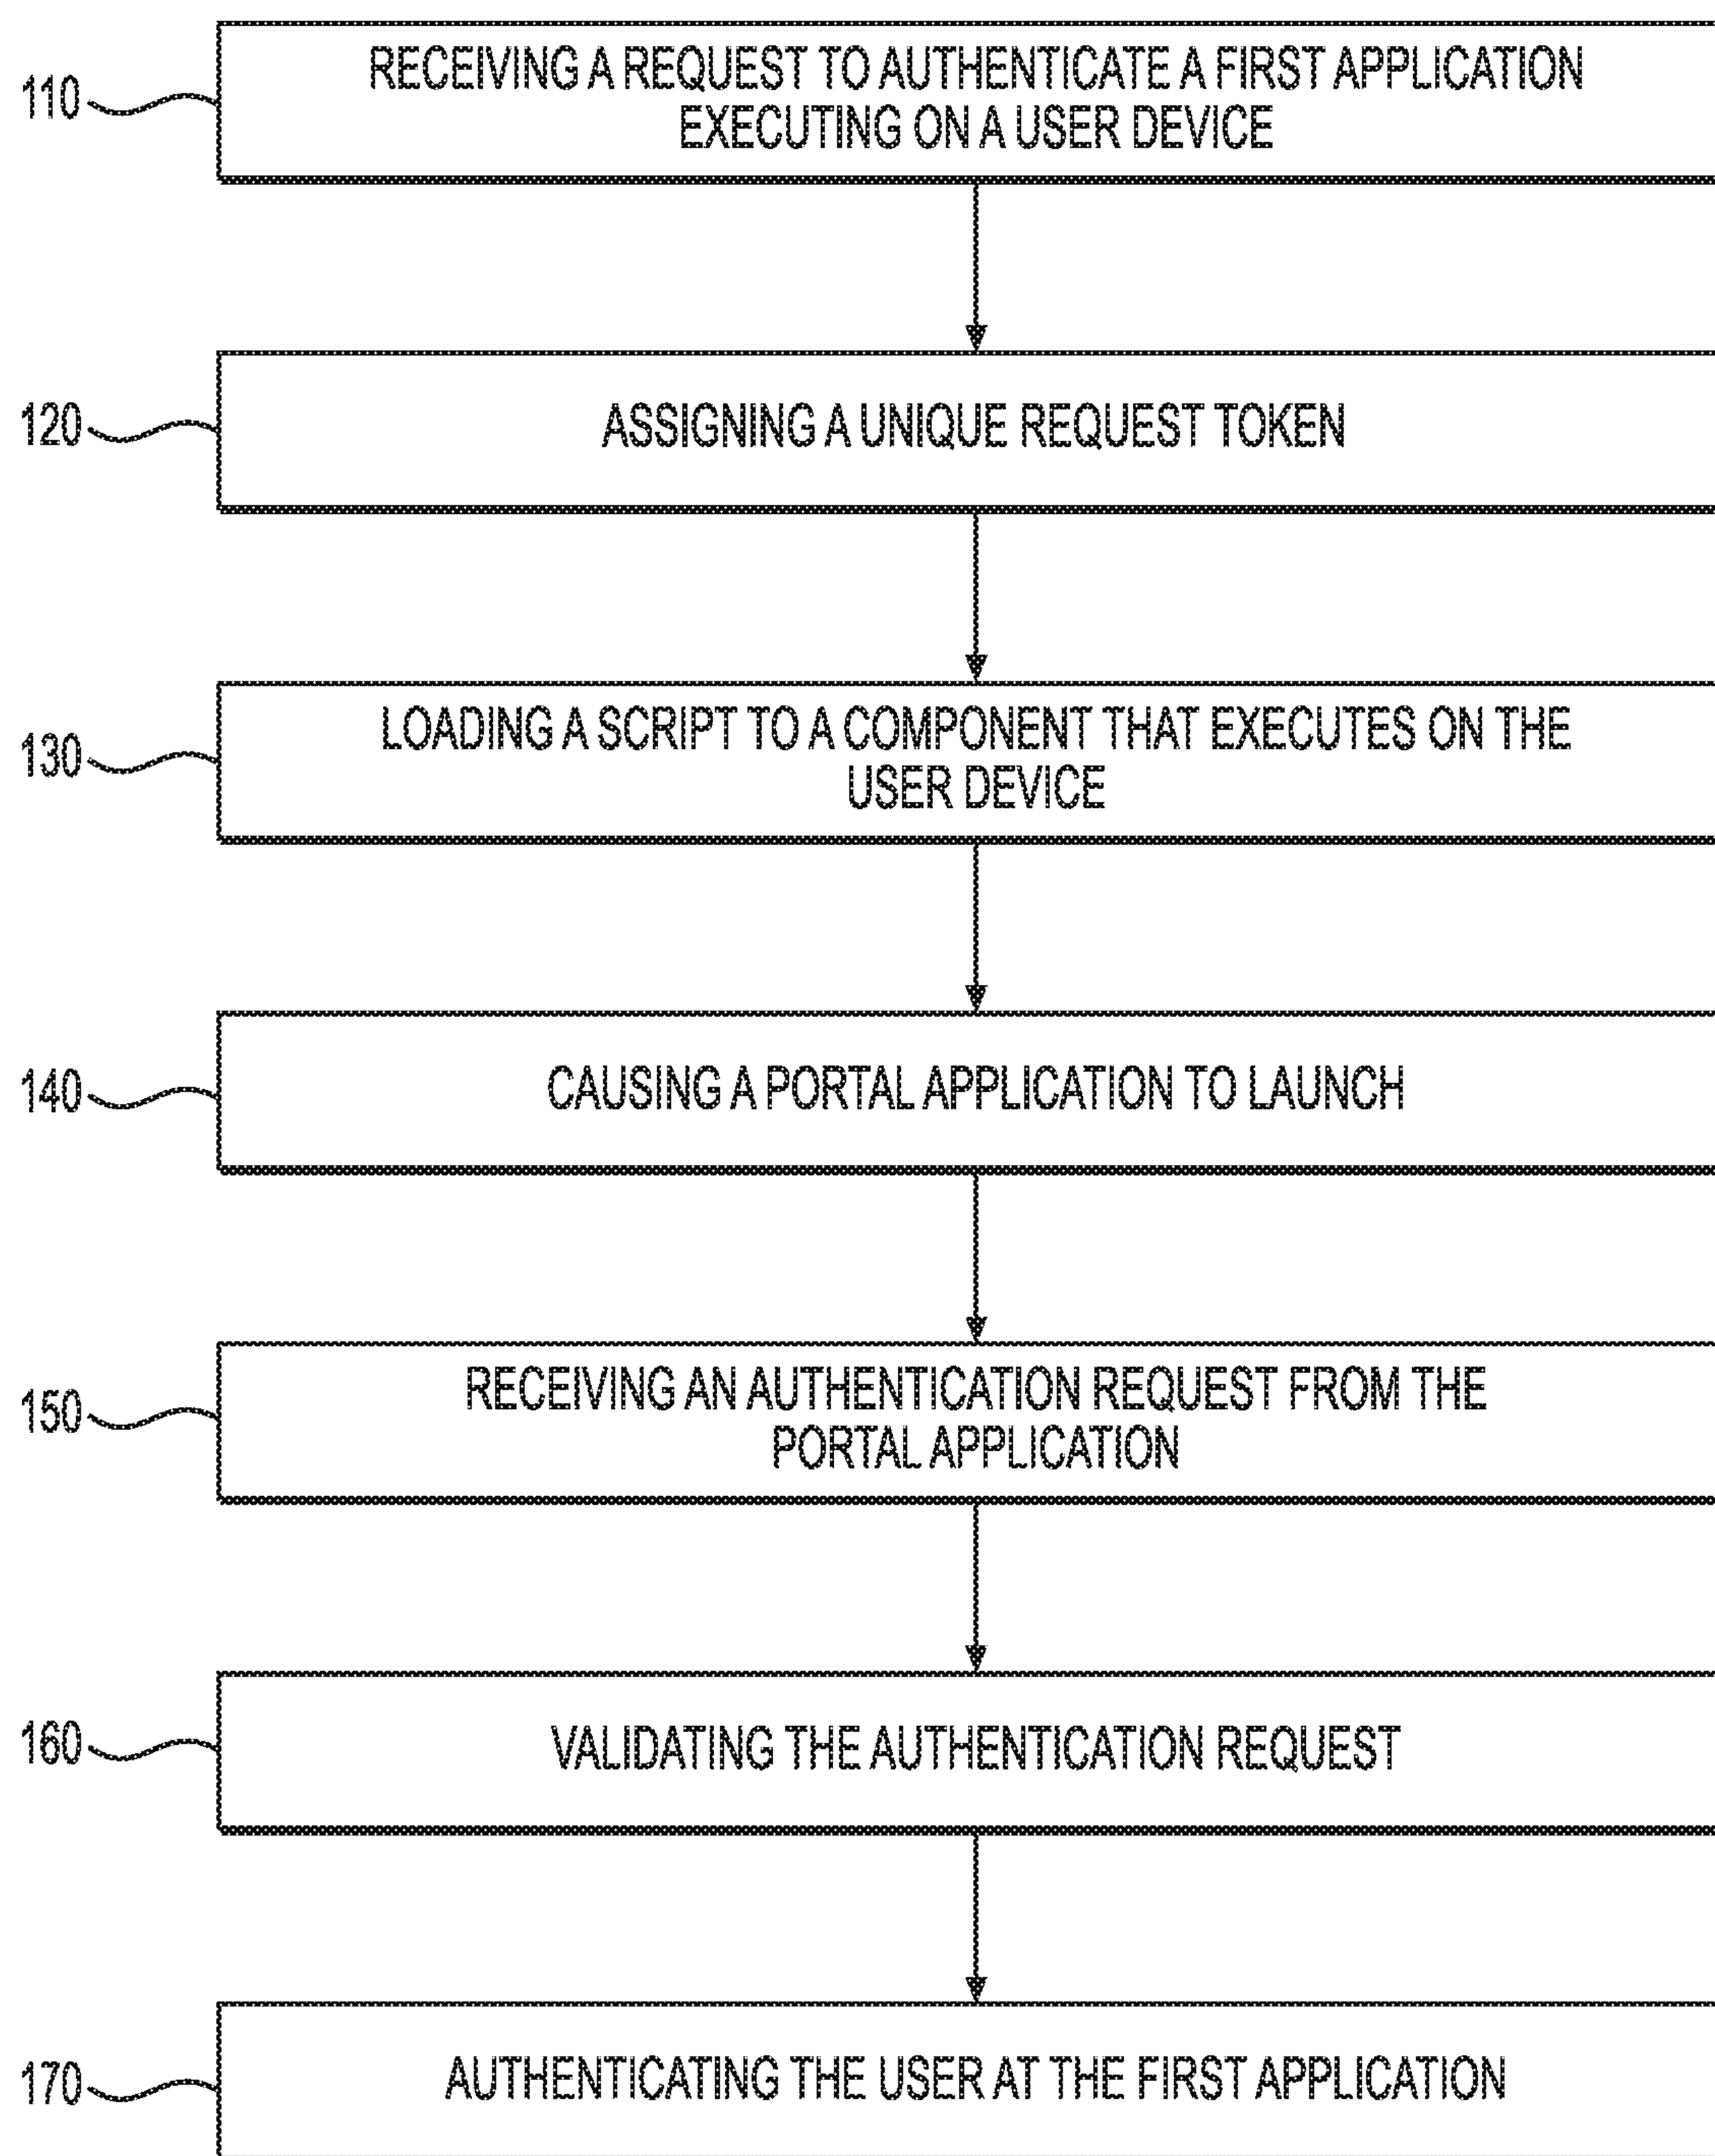 110
RECEIVING A REQUEST TO AUTHENTICATE A FIRST APPLICATION
EXECUTING ON A USER DEVICE
120
ASSIGNING A UNIQUE REQUEST TOKEN
130
LOADING A SCRIPT TO A COMPONENT THAT EXECUTES ON THE
USER DEVICE
140
CAUSING A PORTAL APPLICATION TO LAUNCH
150
RECEIVING AN AUTHENTICATION REQUEST FROM THE
PORTAL APPLICATION
160
VALIDATING THE AUTHENTICATION REQUEST
170
AUTHENTICATING THE USER AT THE FIRST APPLICATION